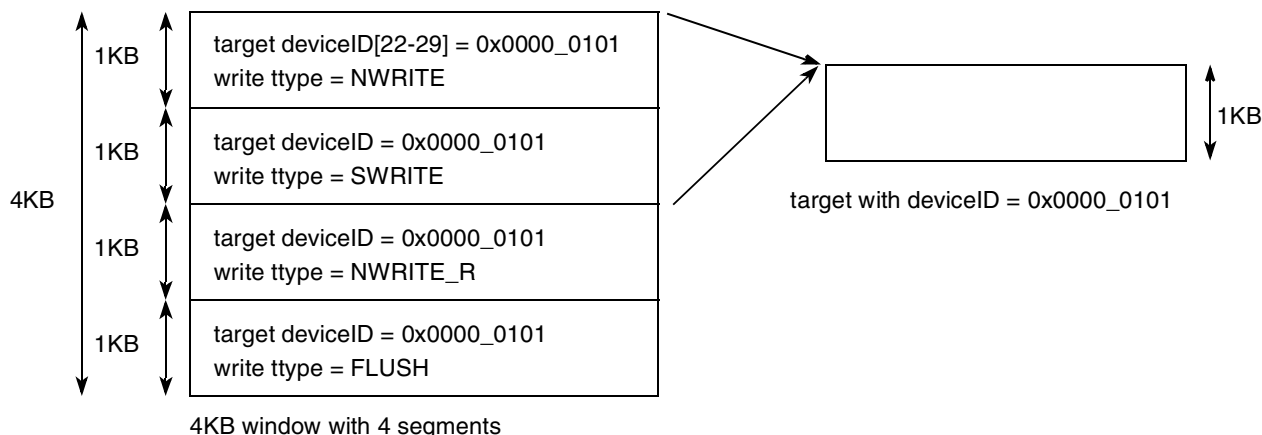 4KB
1KB
target deviceID[22-29] = 0x0000_0101
write ttype = NWRITE
1KB
target deviceID = 0x0000_0101
write ttype = SWRITE
1KB
target deviceID = 0x0000_0101
write ttype = NWRITE_R
1KB
target deviceID = 0x0000_0101
write ttype = FLUSH
4KB window with 4 segments
1KB
target with deviceID = 0x0000_0101